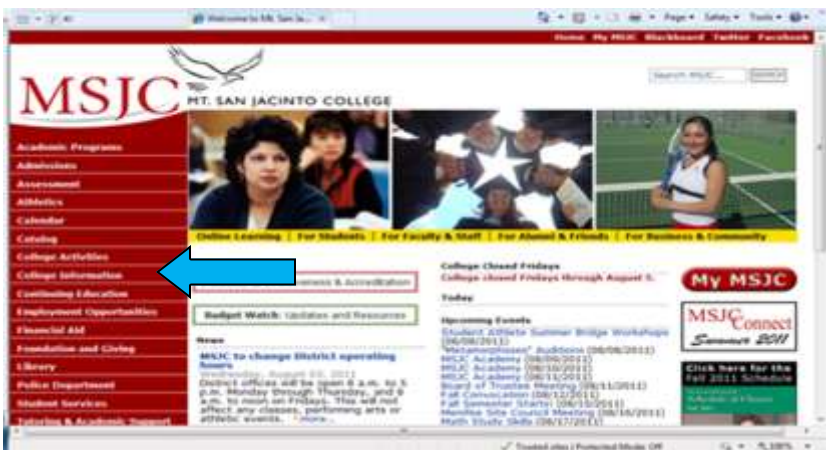 Welcome to Mt. San Ja...
Page Safety Tools
Home My MSJC Blackboard Twitter Facebook
MSJC
MT. SAN JACINTO COLLEGE
Search MSJC... SEARCH
Academic Programs
Admissions
Assessment
Athletics
Calendar
Catalog
College Activities
College Information
Continuing Education
Employment Opportunities
Financial Aid
Foundation and Giving
Library
Police Department
Student Services
Tutoring & Academic Support
Online Learning | For Students | For Faculty & Staff | For Alumni & Friends | For Business & Community
& Accreditation
Budget Watch: Updates and Resources
News
MSJC to change District operating
hours
Wednesday, August 03, 2011
District offices will be open 8 a.m. to 5
p.m. Monday through Thursday, and 8
a.m. to noon on Fridays. This will not
affect any classes, performing arts or
athletic events. more...
College Closed Fridays
College closed Fridays through August 5.
Today
Upcoming Events
Student Athlete Summer Bridge Workshops
(08/08/2011)
"Metamorphoses" Auditions (08/08/2011)
MSJC Academy (08/09/2011)
MSJC Academy (08/10/2011)
MSJC Academy (08/11/2011)
Board of Trustee Meeting (08/11/2011)
Fall Convocation (08/12/2011)
Fall Semester Starts! (08/15/2011)
Menifee Site Council Meeting (08/16/2011)
Math Study Skills (08/17/2011)
My MSJC
MSJC Connect
Summer 2011
Click here for the
Fall 2011 Schedule
Trusted sites | Protected Mode: Off